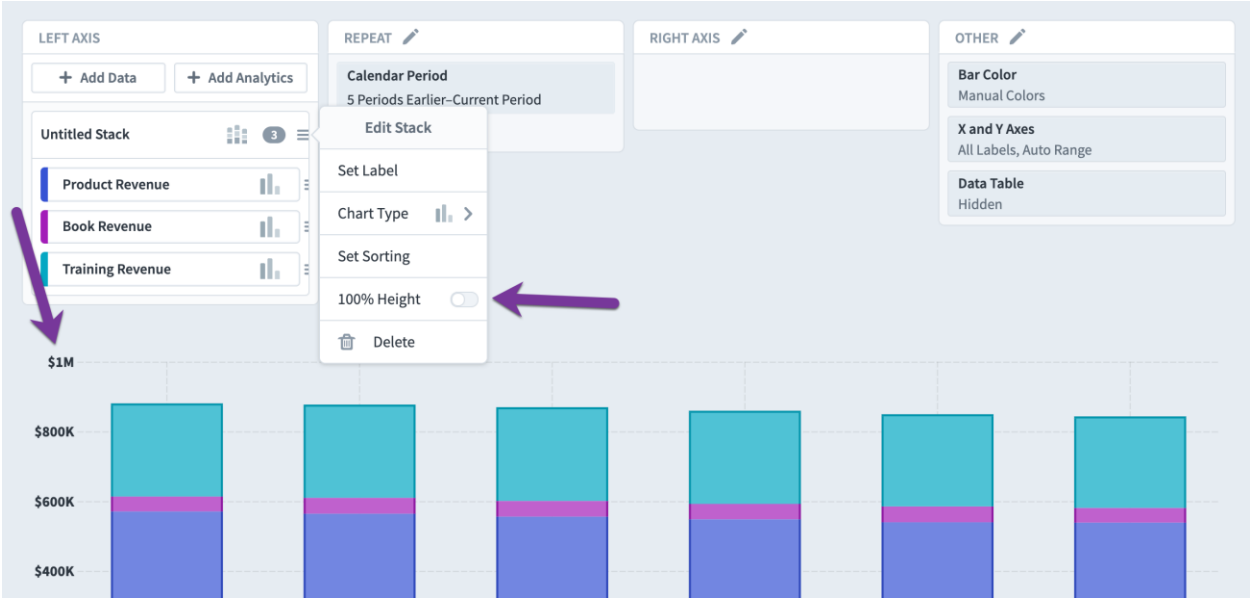 LEFT AXIS
Add Data
Add Analytics
Untitled Stack
3
Product Revenue
Book Revenue
Training Revenue
REPEAT
Calendar Period
5 Periods Earlier–Current Period
Edit Stack
Set Label
Chart Type
Set Sorting
100% Height
Delete
RIGHT AXIS
OTHER
Bar Color
Manual Colors
X and Y Axes
All Labels, Auto Range
Data Table
Hidden
$1M
$800K
$600K
$400K